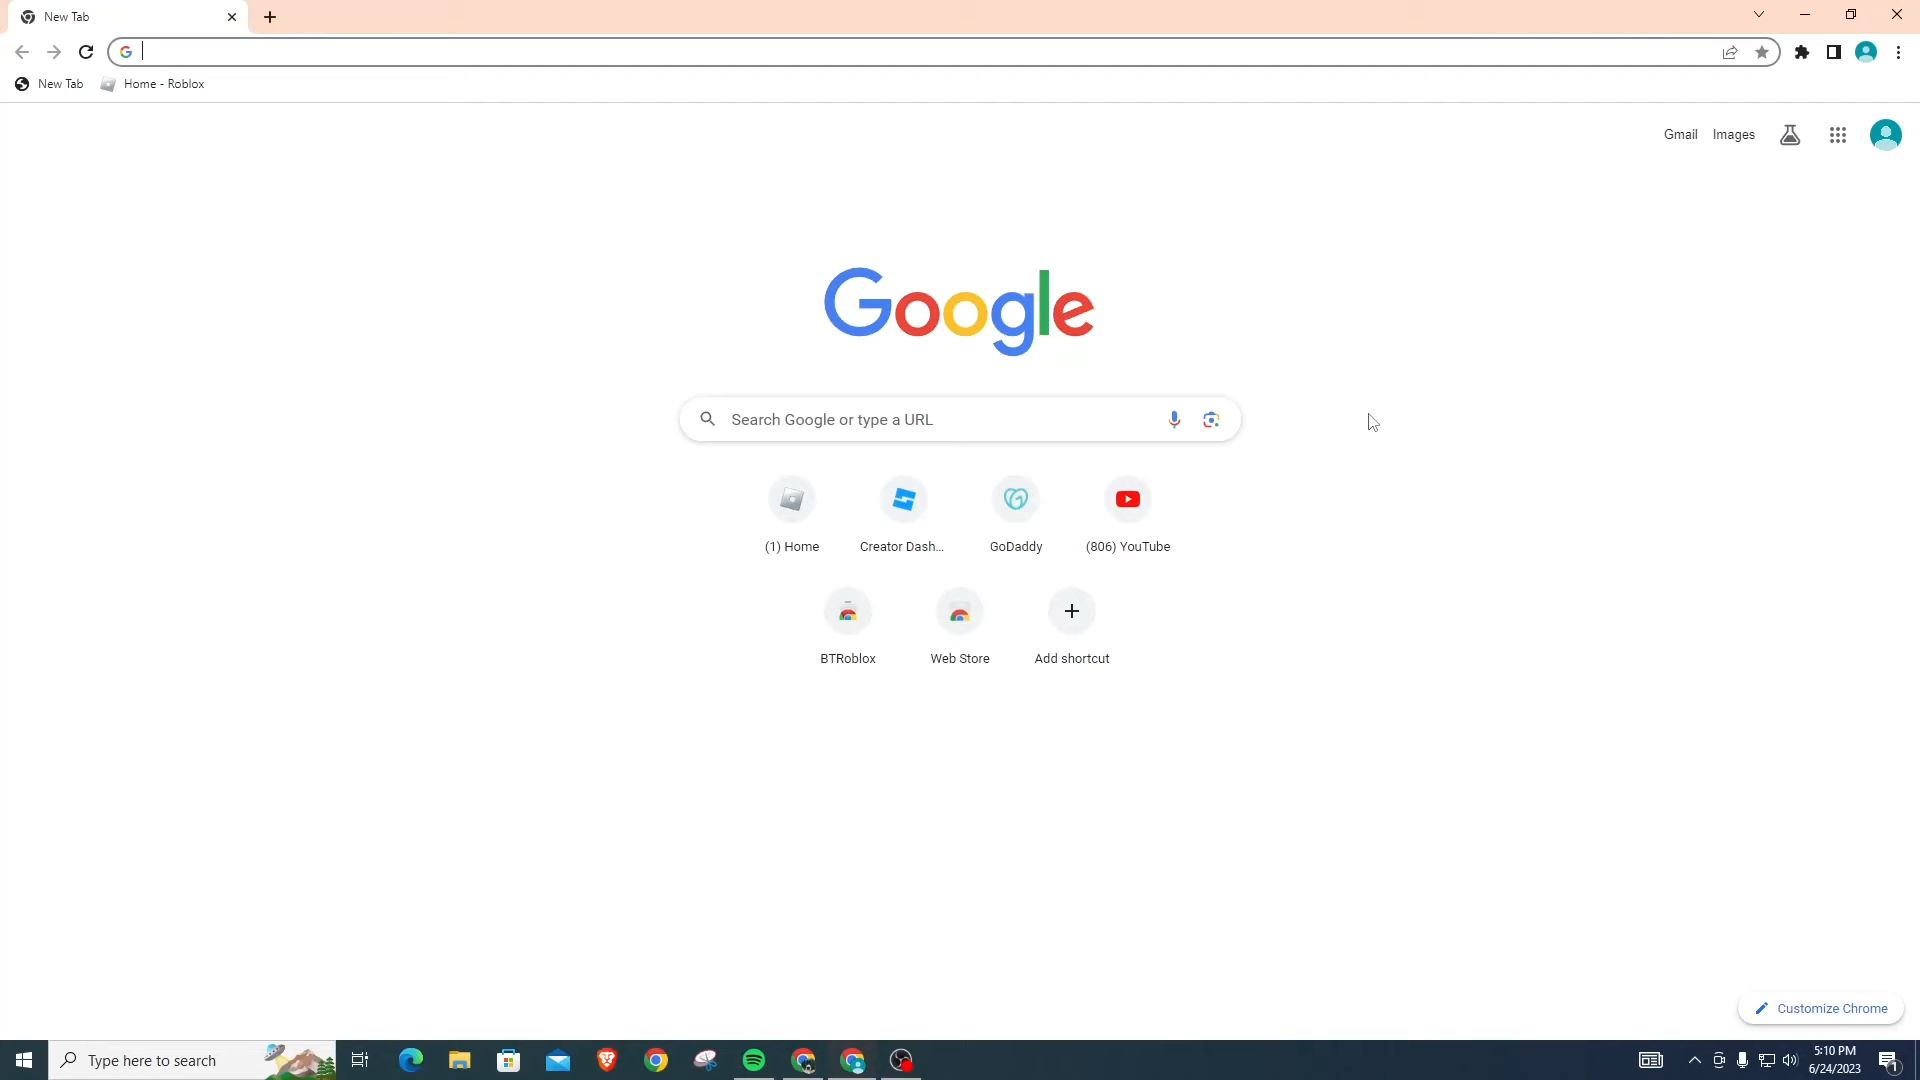 New Tab
New Tab
Home - Roblox
Gmail
Images
Google
Search Google or type a URL
(1) Home
Creator Dash...
GoDaddy
(806) YouTube
BTRoblox
Web Store
Add shortcut
Customize Chrome
Type here to search
5:10 PM
6/24/2023
1